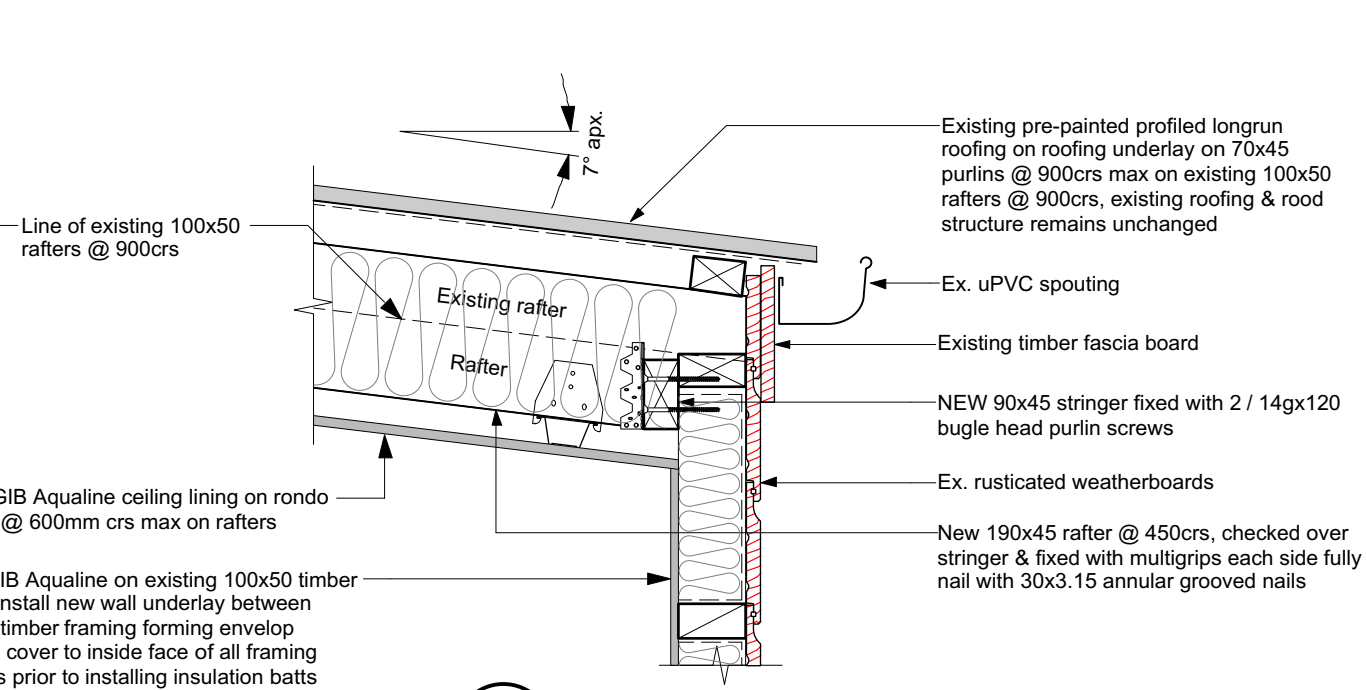 7° apx.
Existing pre-painted profiled longrun
roofing on roofing underlay on 70x45
purlins @ 900crs max on existing 100x50
rafters @ 900crs, existing roofing & rood
structure remains unchanged
Line of existing 100x50
rafters @ 900crs
Ex. uPVC spouting
Existing rafter
Existing timber fascia board
Rafter
NEW 90x45 stringer fixed with 2 / 14gx120
bugle head purlin screws
Ex. rusticated weatherboards
GIB Aqualine ceiling lining on rondo
@ 600mm crs max on rafters
New 190x45 rafter @ 450crs, checked over
stringer & fixed with multigrips each side fully
nail with 30x3.15 annular grooved nails
IB Aqualine on existing 100x50 timber
nstall new wall underlay between
timber framing forming envelop
cover to inside face of all framing
s prior to installing insulation batts